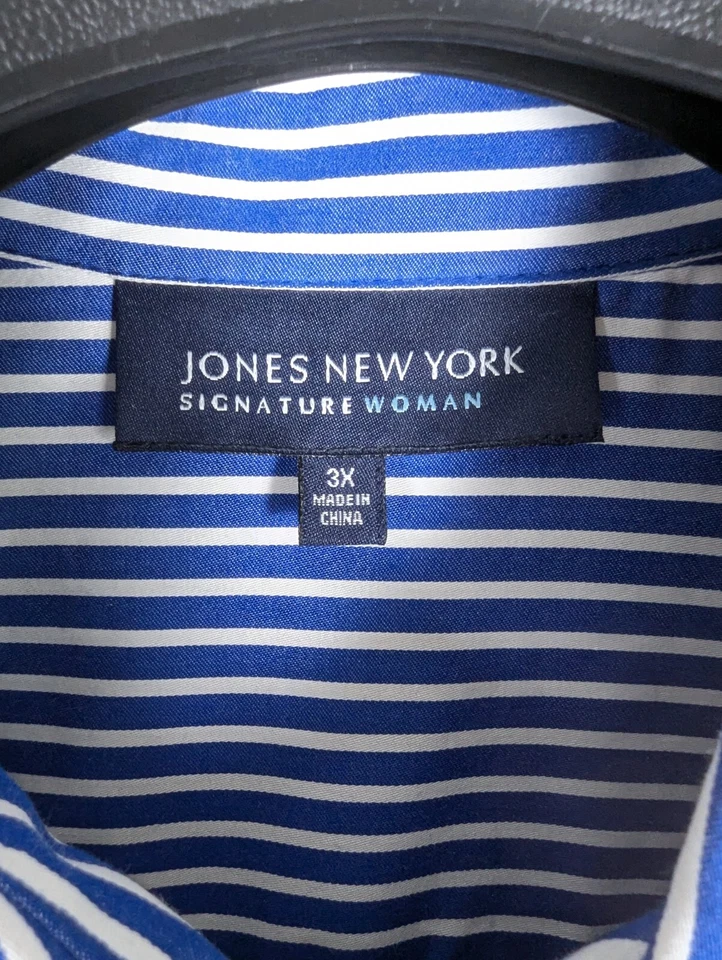 JONES NEW YORK
SIGNATURE WOMAN
3X
MADE IN
CHINA